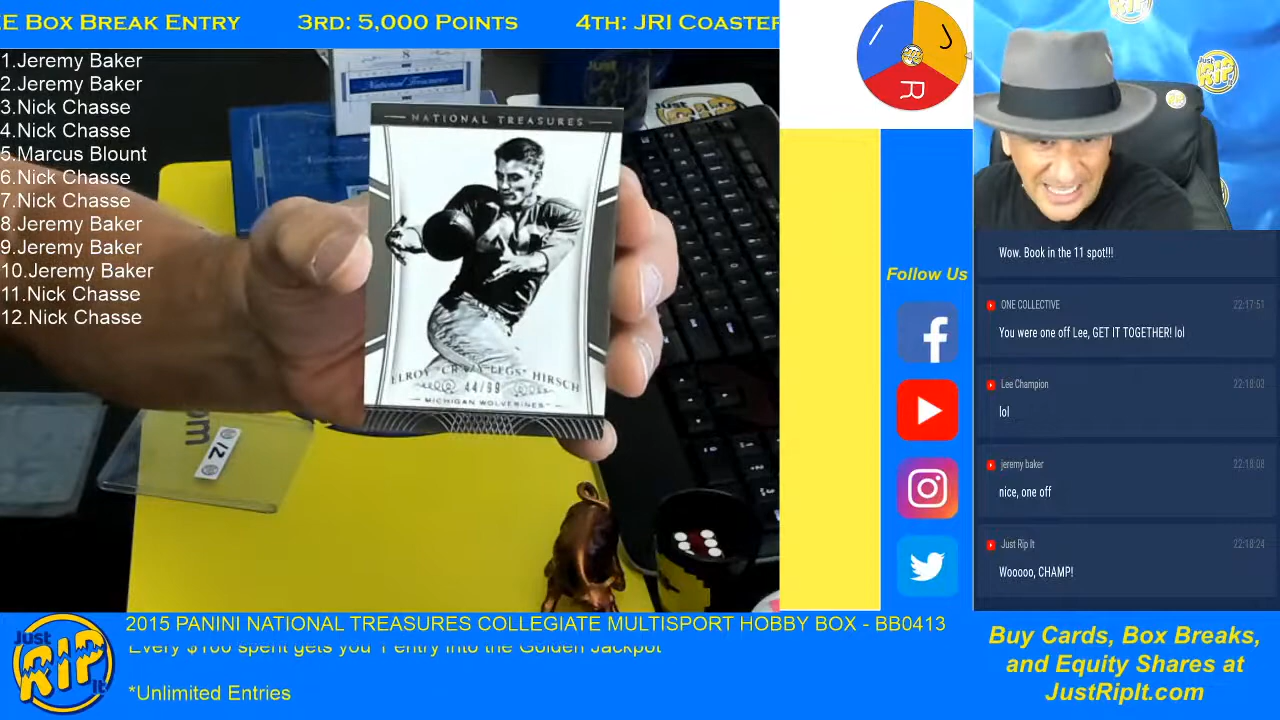 E BOX BREAK ENTRY 3RD: 5,000 POINTS 4TH: JRI COASTER
1.Jeremy Baker
2.Jeremy Baker
3.Nick Chasse
4.Nick Chasse
5.Marcus Blount
6.Nick Chasse
7.Nick Chasse
8.Jeremy Baker
9.Jeremy Baker
10.Jeremy Baker
11.Nick Chasse
12.Nick Chasse
8
National Treasures
NATIONAL TREASURES
ELROY "CRAZY LEGS" HIRSCH
44/99
MICHIGAN WOLVERINES
12
J
R
I
Just
RIP
Follow Us
Wow. Book in the 11 spot!!!
ONE COLLECTIVE 22:17:51
You were one off Lee, GET IT TOGETHER! lol
Lee Champion 22:18:03
lol
jeremy baker 22:18:08
nice, one off
Just Rip It 22:18:24
Wooooo, CHAMP!
Just
RIP
It
2015 PANINI NATIONAL TREASURES COLLEGIATE MULTISPORT HOBBY BOX - BB0413
Every $100 spent gets you 1 entry into the Golden Jackpot
*Unlimited Entries
Buy Cards, Box Breaks,
and Equity Shares at
JustRipIt.com